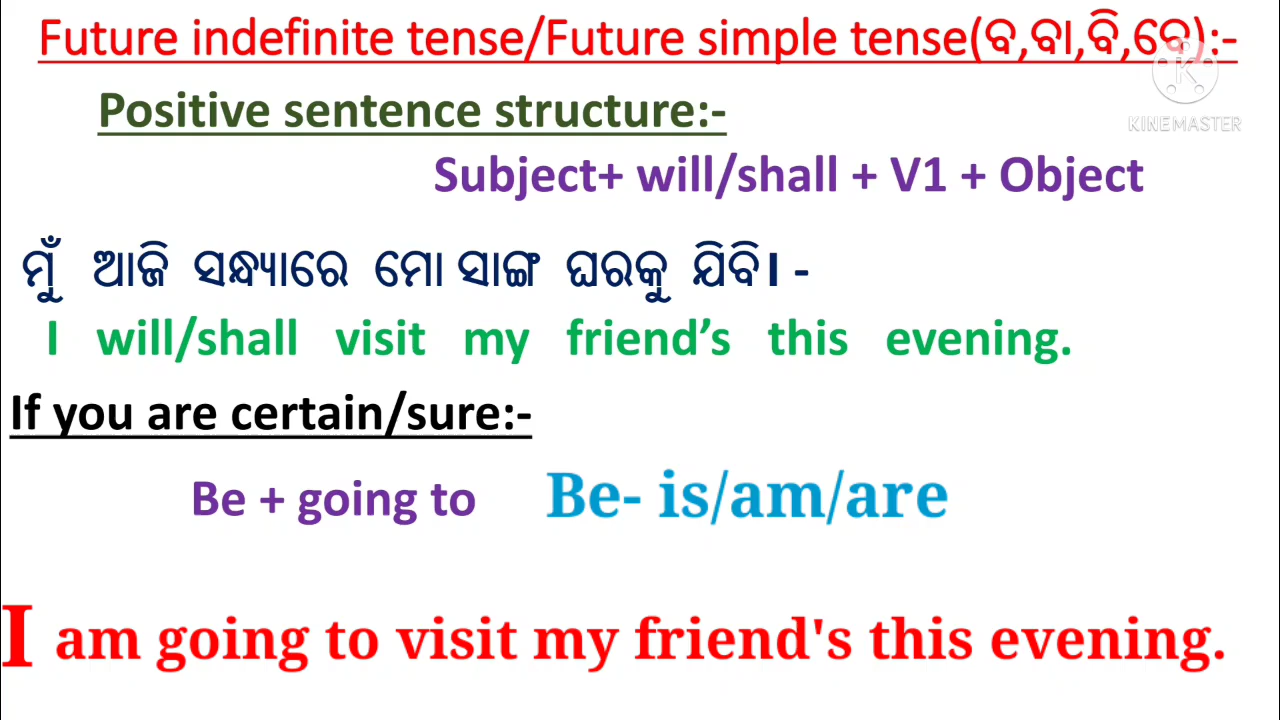 Future indefinite tense/Future simple tense(ବ,ବା,ବି,ବେ):-
KINEMASTER
Positive sentence structure:-
Subject+ will/shall + V1 + Object
ମୁଁ ଆଜି ସନ୍ଧ୍ୟାରେ ମୋ ସାଙ୍ଗ ଘରକୁ ଯିବି। -
I will/shall visit my friend’s this evening.
If you are certain/sure:-
Be + going to Be- is/am/are
I am going to visit my friend's this evening.